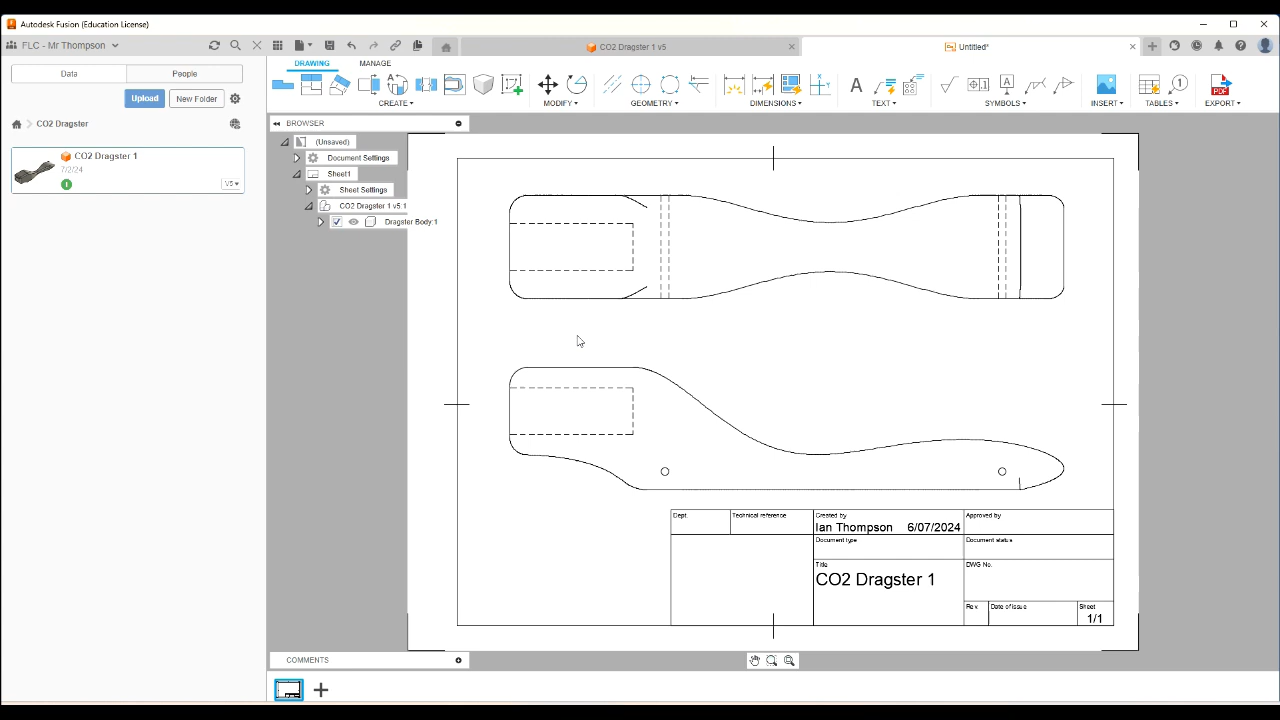 Autodesk Fusion (Education License)
FLC - Mr Thompson
CO2 Dragster 1 v5
Untitled*
Data
People
DRAWING
MANAGE
Upload
New Folder
CREATE
MODIFY
GEOMETRY
DIMENSIONS
TEXT
SYMBOLS
INSERT
TABLES
PDF
EXPORT
CO2 Dragster
BROWSER
(Unsaved)
Document Settings
Sheet1
Sheet Settings
CO2 Dragster 1 v5:1
Dragster Body:1
CO2 Dragster 1
7/2/24
V5
Dept.
Technical reference
Created by
Approved by
Ian Thompson 6/07/2024
Document type
Document status
Title
DWG No.
CO2 Dragster 1
Rev.
Date of issue
Sheet
1/1
COMMENTS